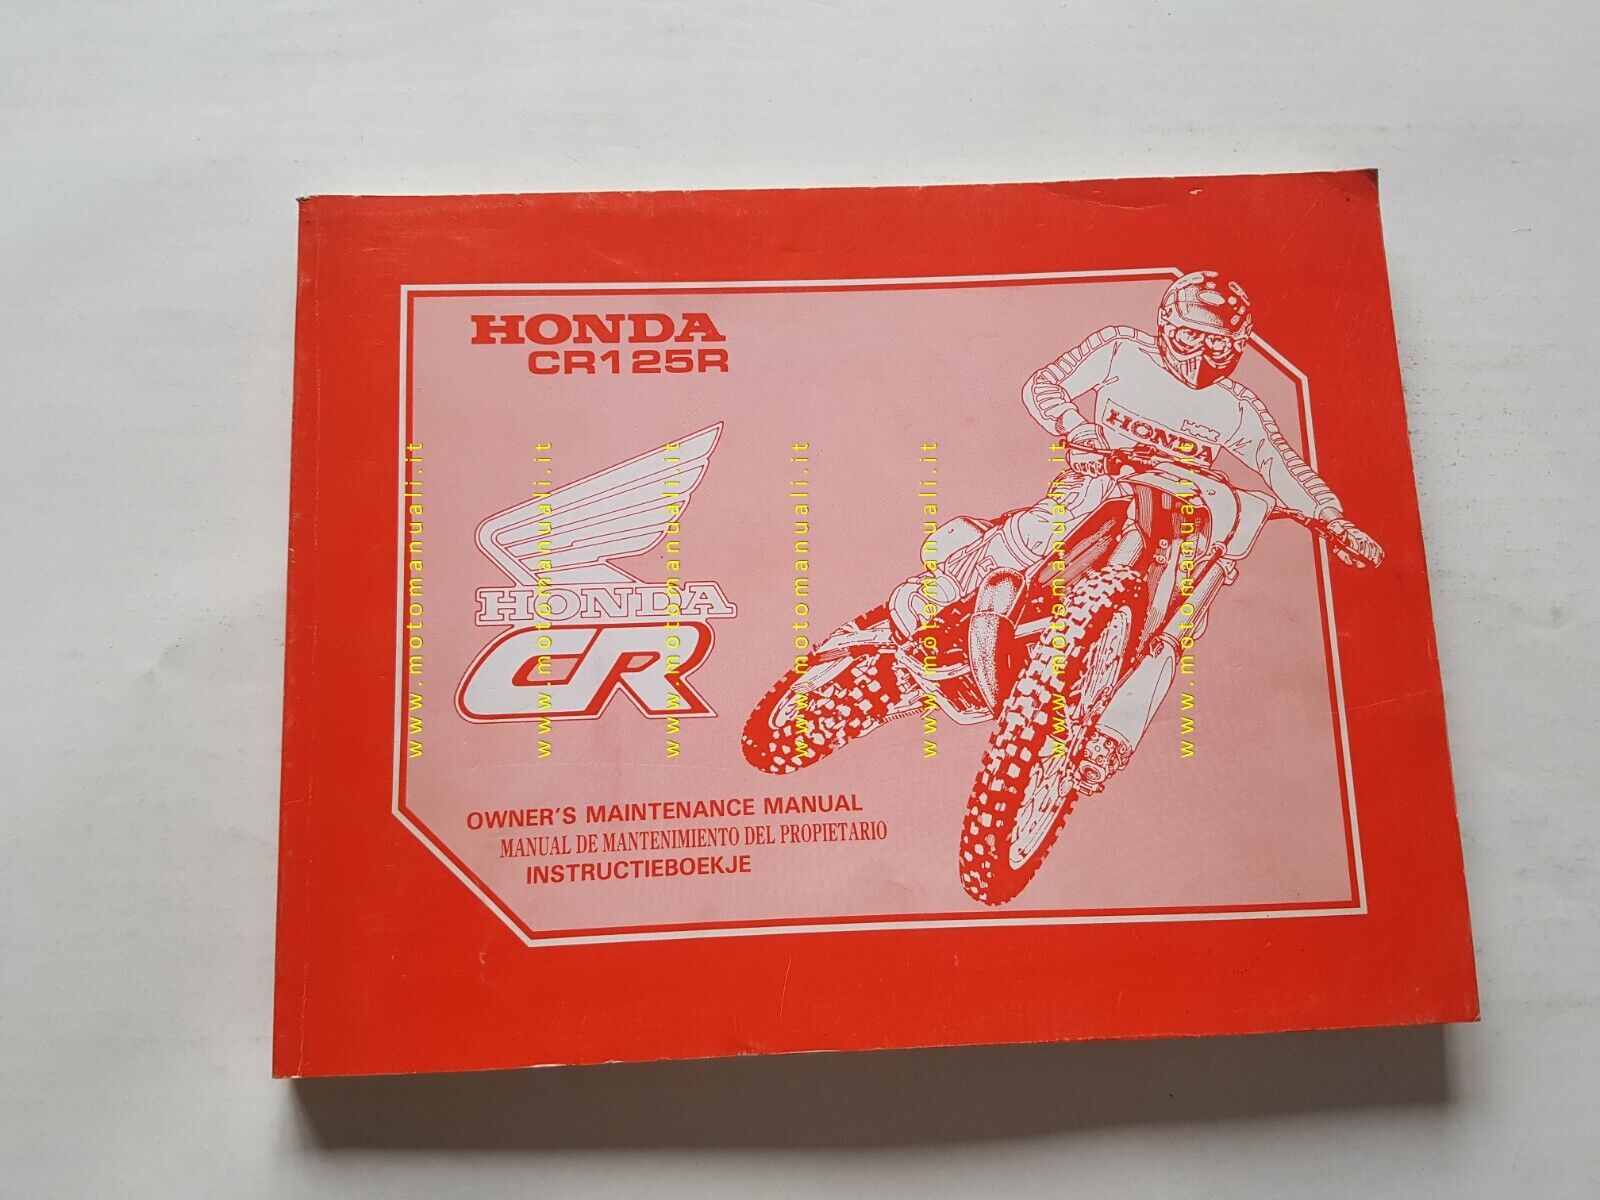 HONDA
CR125R
HONDA
HONDA
CR
OWNER'S MAINTENANCE MANUAL
MANUAL DE MANTENIMIENTO DEL PROPIETARIO
INSTRUCTIEBOEKJE
www.motomanuali.it
www.motomanuali.it
www.motomanuali.it
www.motomanuali.it
www.motomanuali.it
www.motomanuali.it
www.motomanuali.it